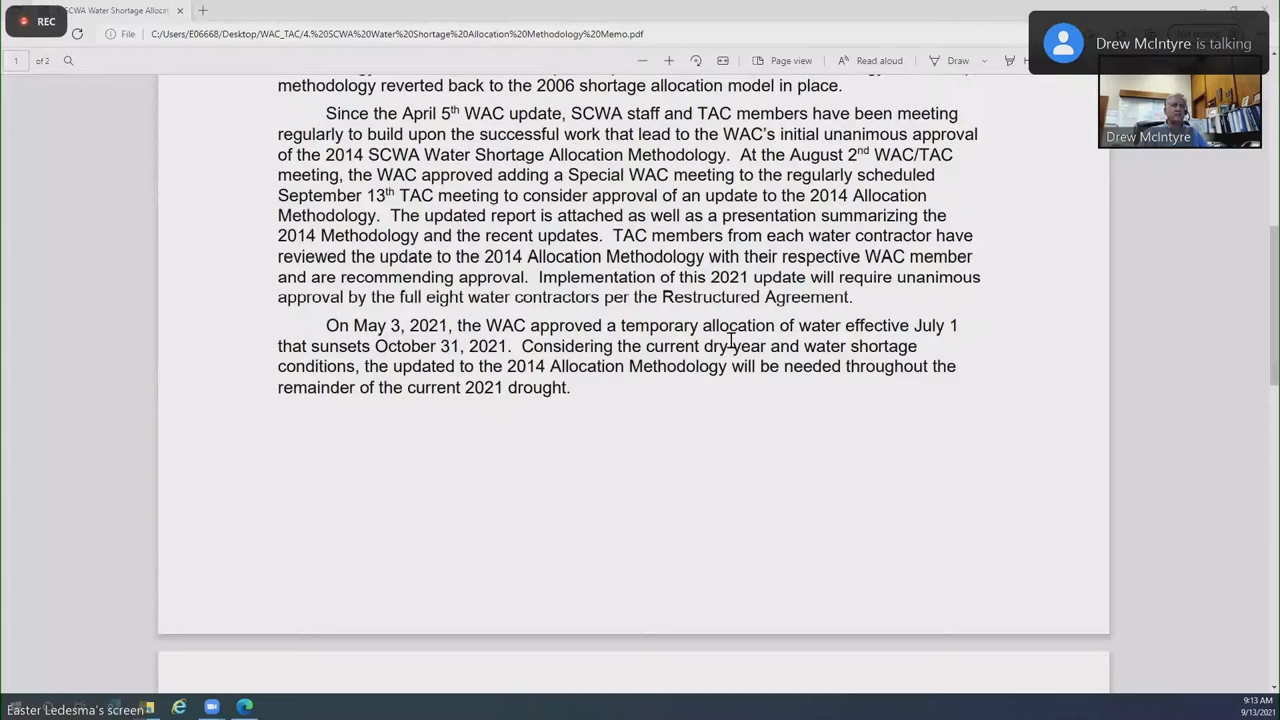 REC
SCWA Water Shortage Allocat
File
C:/Users/E06668/Desktop/WAC_TAC/4.%20SCWA%20Water%20Shortage%20Allocation%20Methodology%20Memo.pdf
Drew McIntyre is talking
Drew McIntyre
1 of 2
Page view
Read aloud
Draw
methodology reverted back to the 2006 shortage allocation model in place.
Since the April 5th WAC update, SCWA staff and TAC members have been meeting
regularly to build upon the successful work that lead to the WAC's initial unanimous approval
of the 2014 SCWA Water Shortage Allocation Methodology. At the August 2nd WAC/TAC
meeting, the WAC approved adding a Special WAC meeting to the regularly scheduled
September 13th TAC meeting to consider approval of an update to the 2014 Allocation
Methodology. The updated report is attached as well as a presentation summarizing the
2014 Methodology and the recent updates. TAC members from each water contractor have
reviewed the update to the 2014 Allocation Methodology with their respective WAC member
and are recommending approval. Implementation of this 2021 update will require unanimous
approval by the full eight water contractors per the Restructured Agreement.
On May 3, 2021, the WAC approved a temporary allocation of water effective July 1
that sunsets October 31, 2021. Considering the current dry year and water shortage
conditions, the updated to the 2014 Allocation Methodology will be needed throughout the
remainder of the current 2021 drought.
Easter Ledesma's screen
9:13 AM
9/13/2021